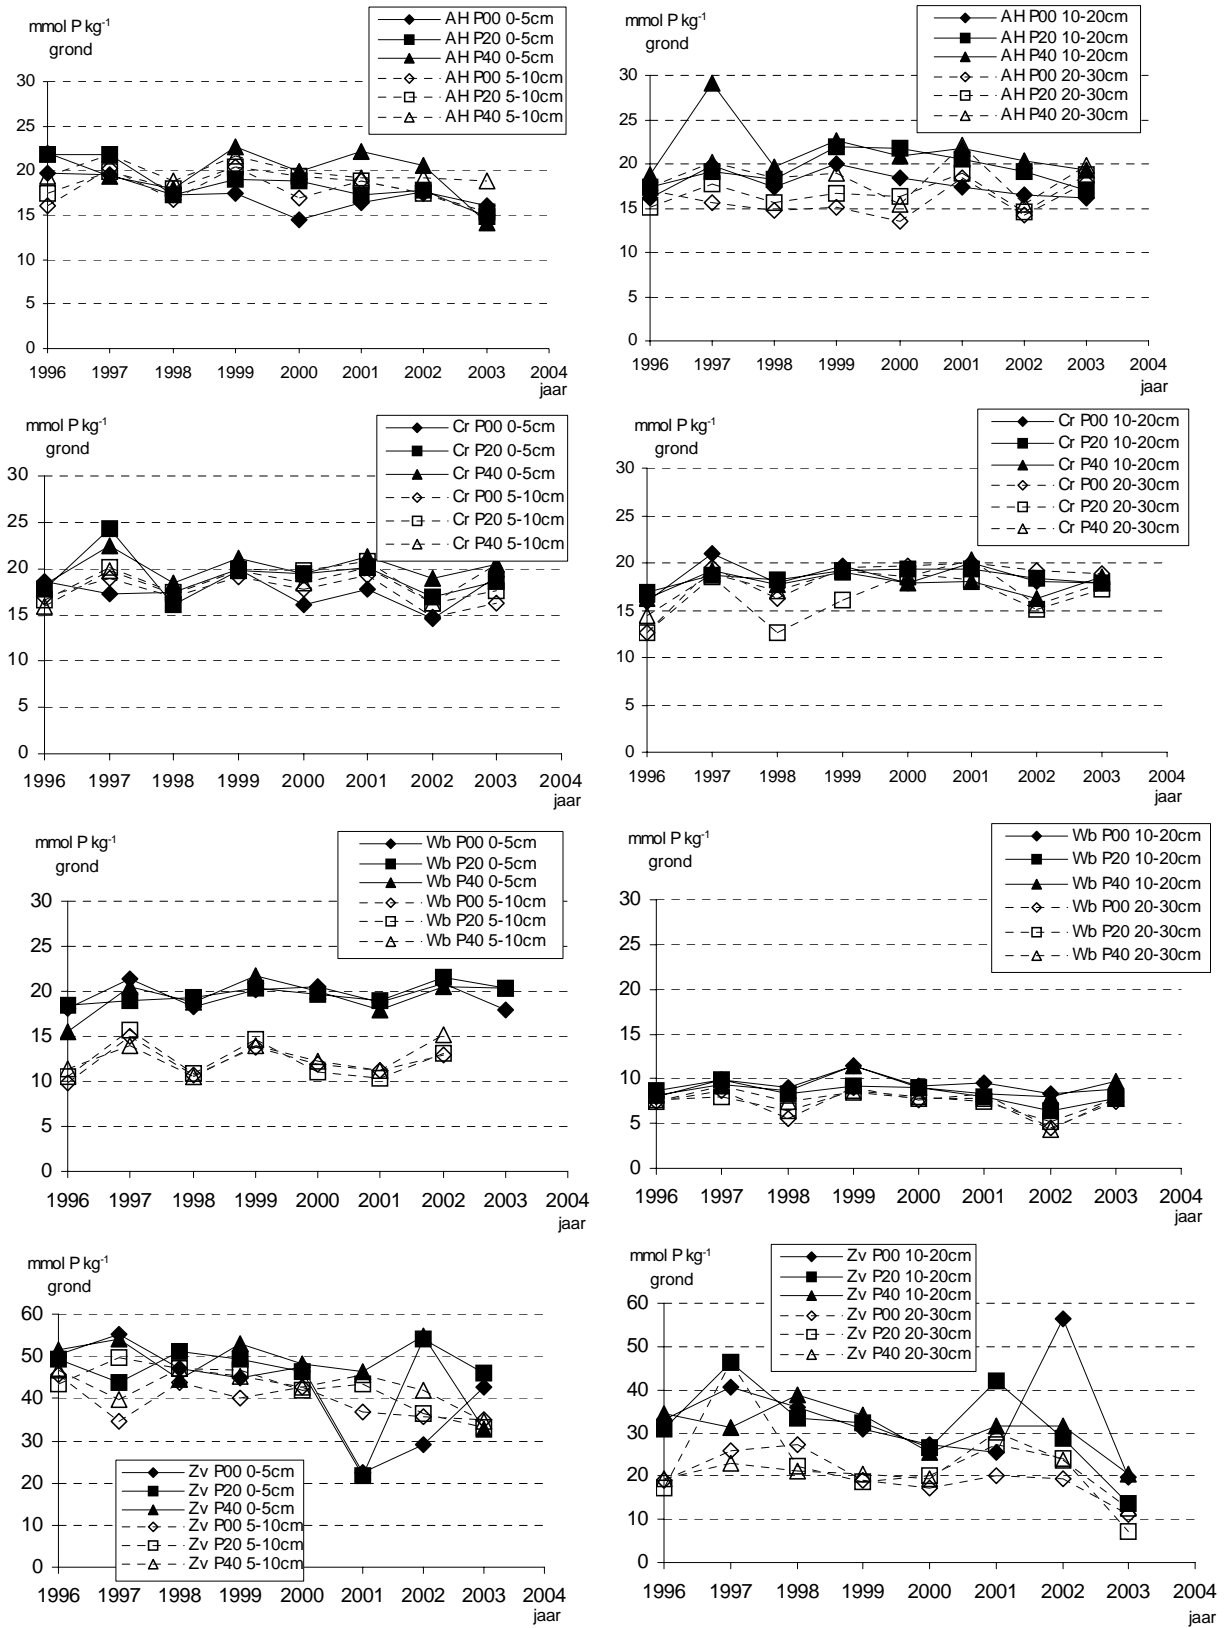 mmol P kg-1
grond
AH P00 0-5cm
AH P20 0-5cm
AH P40 0-5cm
AH P00 5-10cm
AH P20 5-10cm
AH P40 5-10cm
30
25
20
15
10
5
0
1996 1997 1998 1999 2000 2001 2002 2003 2004
jaar
mmol P kg-1
grond
AH P00 10-20cm
AH P20 10-20cm
AH P40 10-20cm
AH P00 20-30cm
AH P20 20-30cm
AH P40 20-30cm
30
25
20
15
10
5
0
1996 1997 1998 1999 2000 2001 2002 2003 2004
jaar
mmol P kg-1
grond
Cr P00 0-5cm
Cr P20 0-5cm
Cr P40 0-5cm
Cr P00 5-10cm
Cr P20 5-10cm
Cr P40 5-10cm
30
25
20
15
10
5
0
1996 1997 1998 1999 2000 2001 2002 2003 2004
jaar
mmol P kg-1
grond
Cr P00 10-20cm
Cr P20 10-20cm
Cr P40 10-20cm
Cr P00 20-30cm
Cr P20 20-30cm
Cr P40 20-30cm
30
25
20
15
10
5
0
1996 1997 1998 1999 2000 2001 2002 2003 2004
jaar
mmol P kg-1
grond
Wb P00 0-5cm
Wb P20 0-5cm
Wb P40 0-5cm
Wb P00 5-10cm
Wb P20 5-10cm
Wb P40 5-10cm
30
25
20
15
10
5
0
1996 1997 1998 1999 2000 2001 2002 2003 2004
jaar
mmol P kg-1
grond
Wb P00 10-20cm
Wb P20 10-20cm
Wb P40 10-20cm
Wb P00 20-30cm
Wb P20 20-30cm
Wb P40 20-30cm
30
25
20
15
10
5
0
1996 1997 1998 1999 2000 2001 2002 2003 2004
jaar
mmol P kg-1
grond
60
50
40
30
20
10
0
Zv P00 0-5cm
Zv P20 0-5cm
Zv P40 0-5cm
Zv P00 5-10cm
Zv P20 5-10cm
Zv P40 5-10cm
1996 1997 1998 1999 2000 2001 2002 2003 2004
jaar
mmol P kg-1
grond
Zv P00 10-20cm
Zv P20 10-20cm
Zv P40 10-20cm
Zv P00 20-30cm
Zv P20 20-30cm
Zv P40 20-30cm
60
50
40
30
20
10
0
1996 1997 1998 1999 2000 2001 2002 2003 2004
jaar